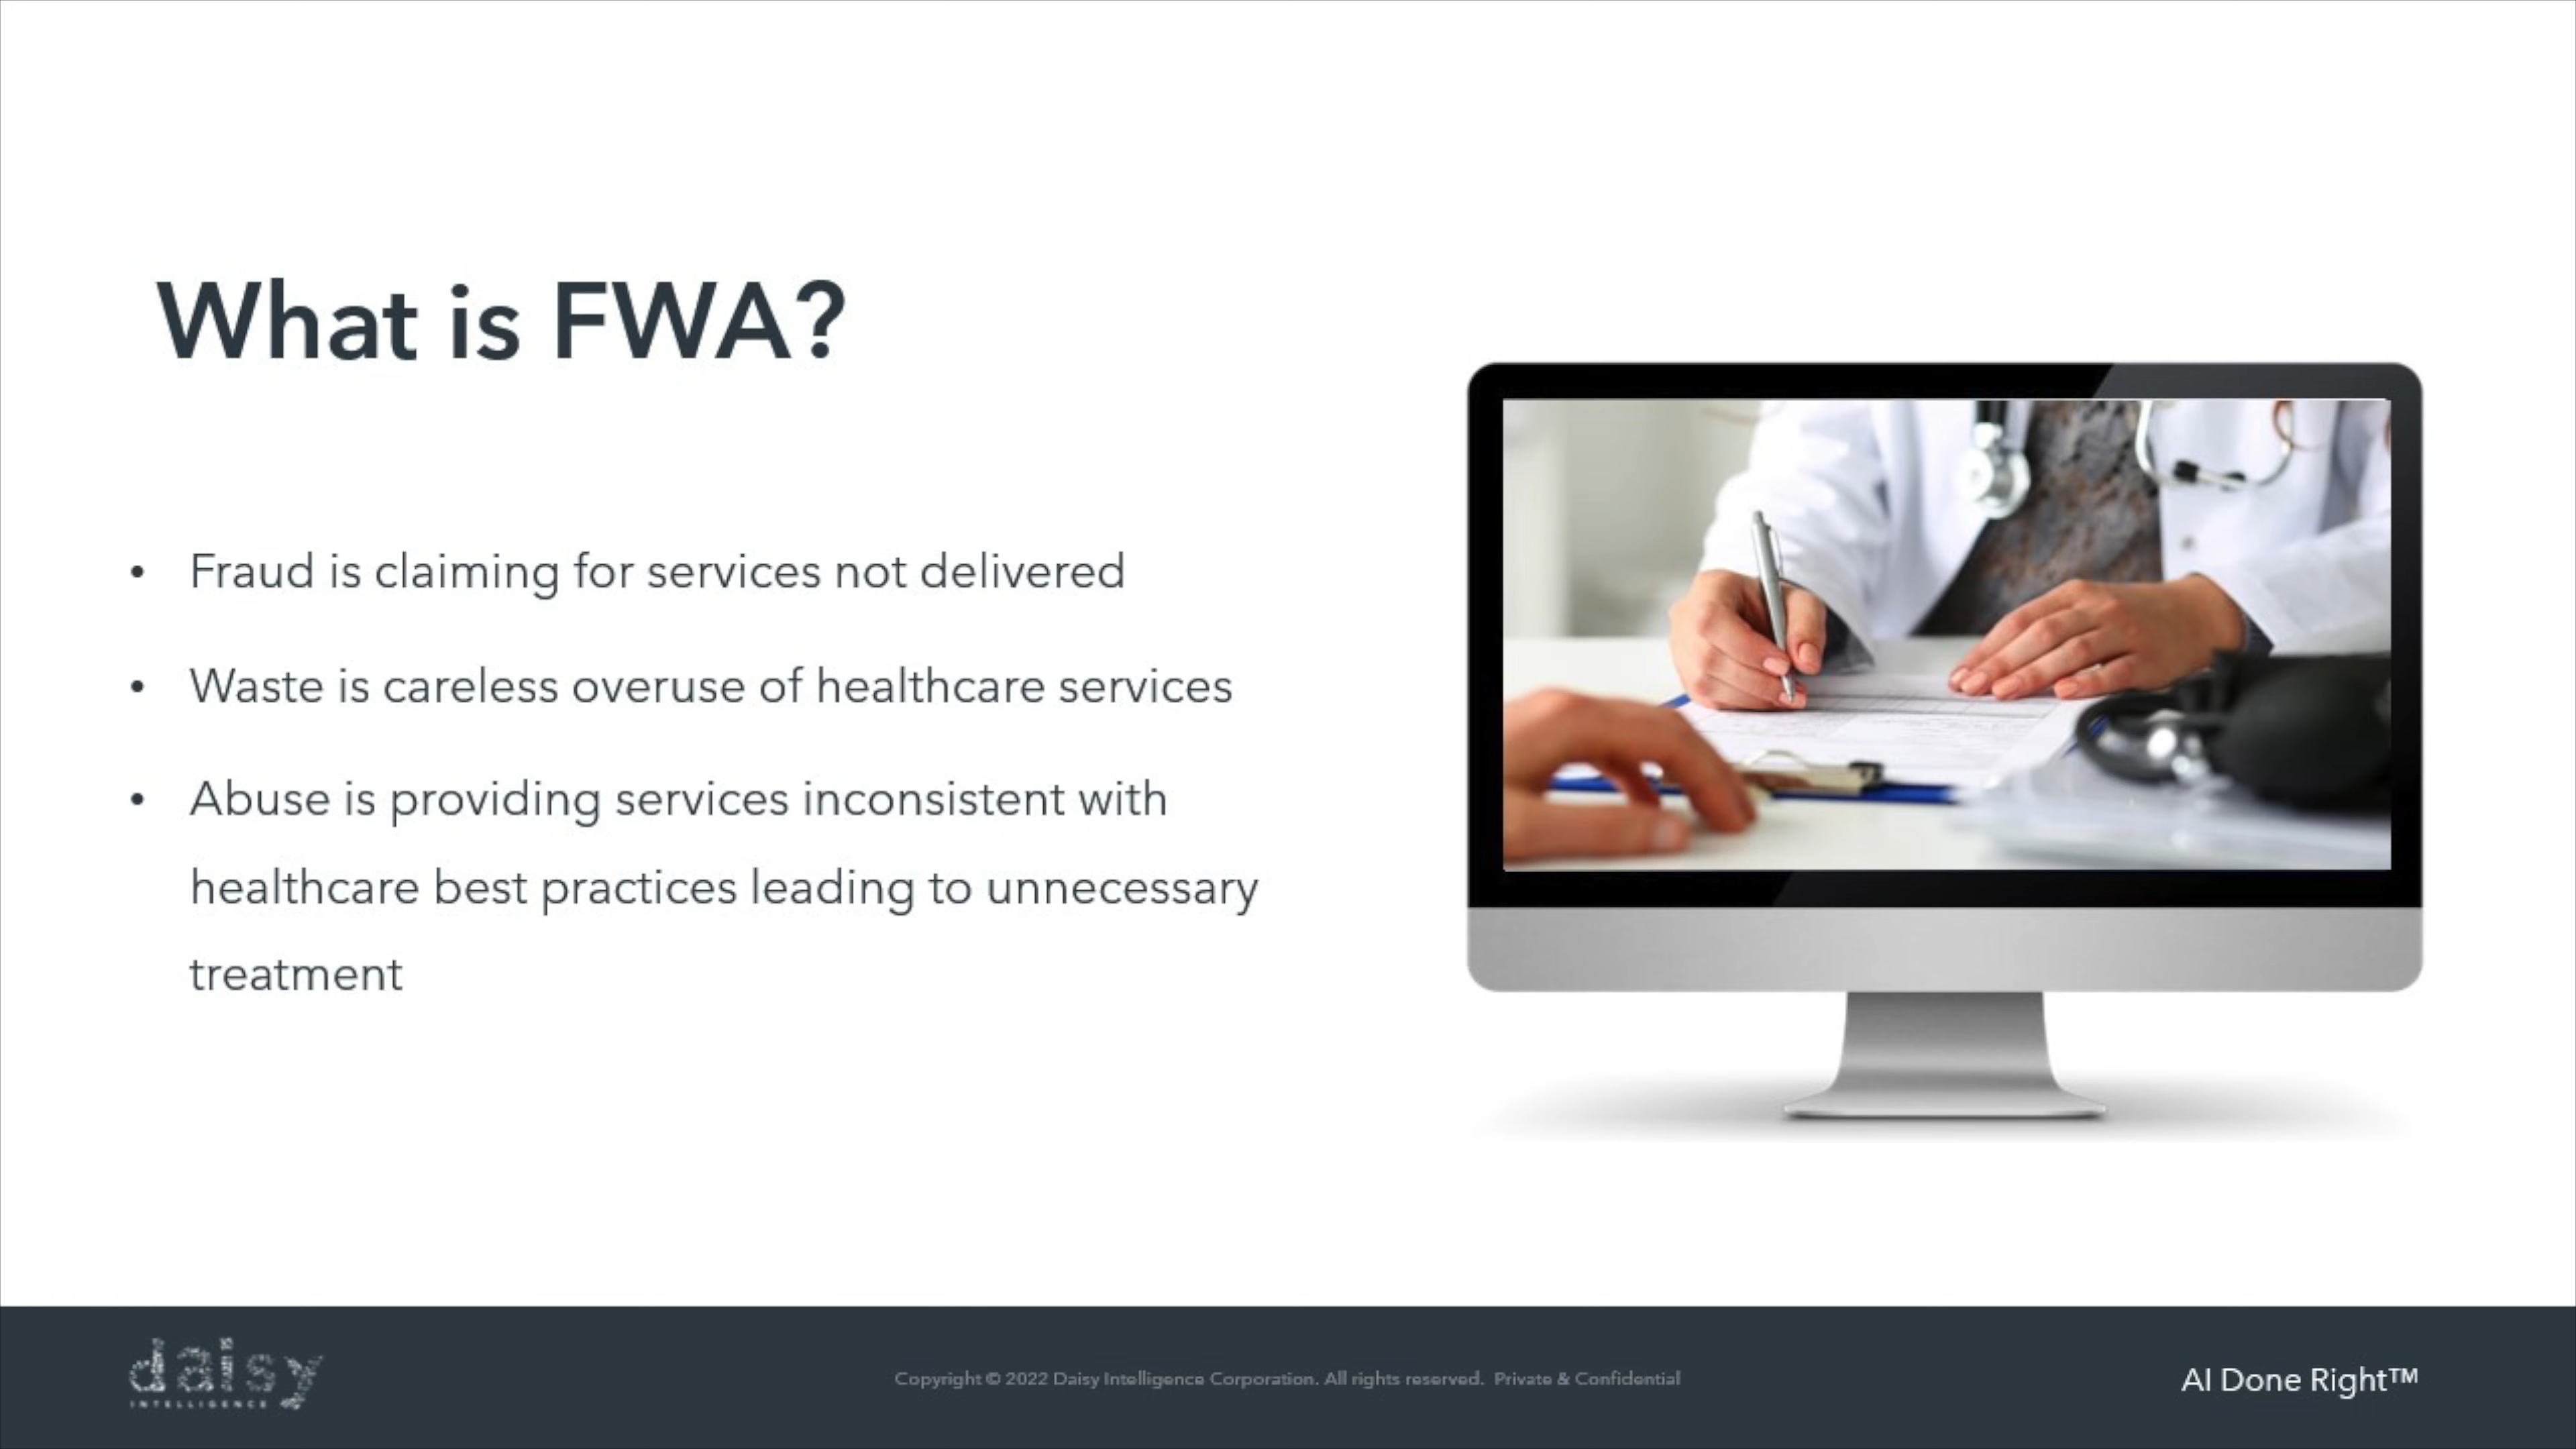 What is FWA?
• Fraud is claiming for services not delivered
• Waste is careless overuse of healthcare services
• Abuse is providing services inconsistent with
healthcare best practices leading to unnecessary
treatment
daisy
INTELLIGENCE
Copyright © 2022 Daisy Intelligence Corporation. All rights reserved. Private & Confidential
AI Done Right™